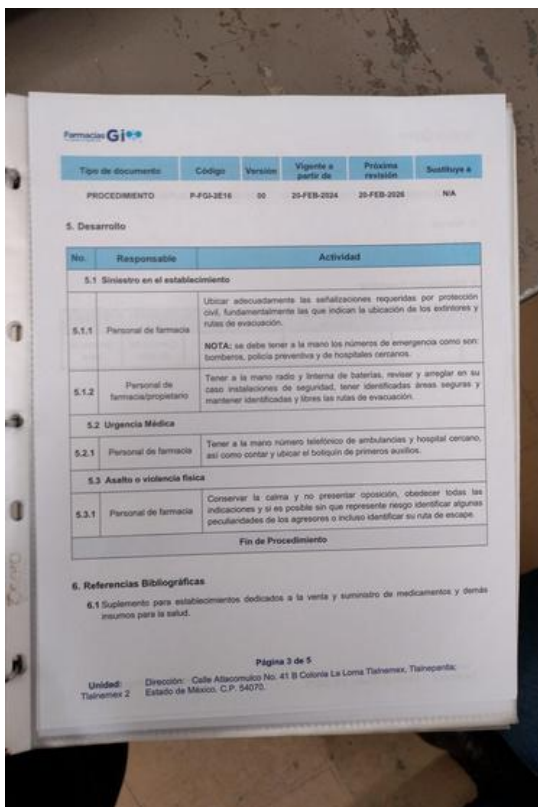 Farmacias Gi
Tipo de documento Código Versión Vigente a partir de Próxima revisión Sustituye a
PROCEDIMIENTO P-FGI-2E16 00 20-FEB-2024 20-FEB-2026 N/A
5. Desarrollo
No. Responsable Actividad
5.1 Siniestro en el establecimiento
5.1.1 Personal de farmacia
Ubicar adecuadamente las señalizaciones requeridas por protección
civil, fundamentalmente las que indican la ubicación de los extintores y
rutas de evacuación.
NOTA: se debe tener a la mano los números de emergencia como son:
bomberos, policía preventiva y de hospitales cercanos.
5.1.2 Personal de farmacia/propietario
Tener a la mano radio y linterna de baterías, revisar y arreglar en su
caso instalaciones de seguridad, tener identificadas áreas seguras y
mantener identificadas y libres las rutas de evacuación.
5.2 Urgencia Médica
5.2.1 Personal de farmacia
Tener a la mano número telefónico de ambulancias y hospital cercano,
así como contar y ubicar el botiquín de primeros auxilios.
5.3 Asalto o violencia física
5.3.1 Personal de farmacia
Conservar la calma y no presentar oposición, obedecer todas las
indicaciones y si es posible sin que represente riesgo identificar algunas
peculiaridades de los agresores o incluso identificar su ruta de escape.
Fin de Procedimiento
6. Referencias Bibliográficas
6.1 Suplemento para establecimientos dedicados a la venta y suministro de medicamentos y demás
insumos para la salud.
Página 3 de 5
Unidad:
Tlalnemex 2
Dirección: Calle Atlacomulco No. 41 B Colonia La Loma Tlalnemex, Tlalnepantla;
Estado de México. C.P. 54070.